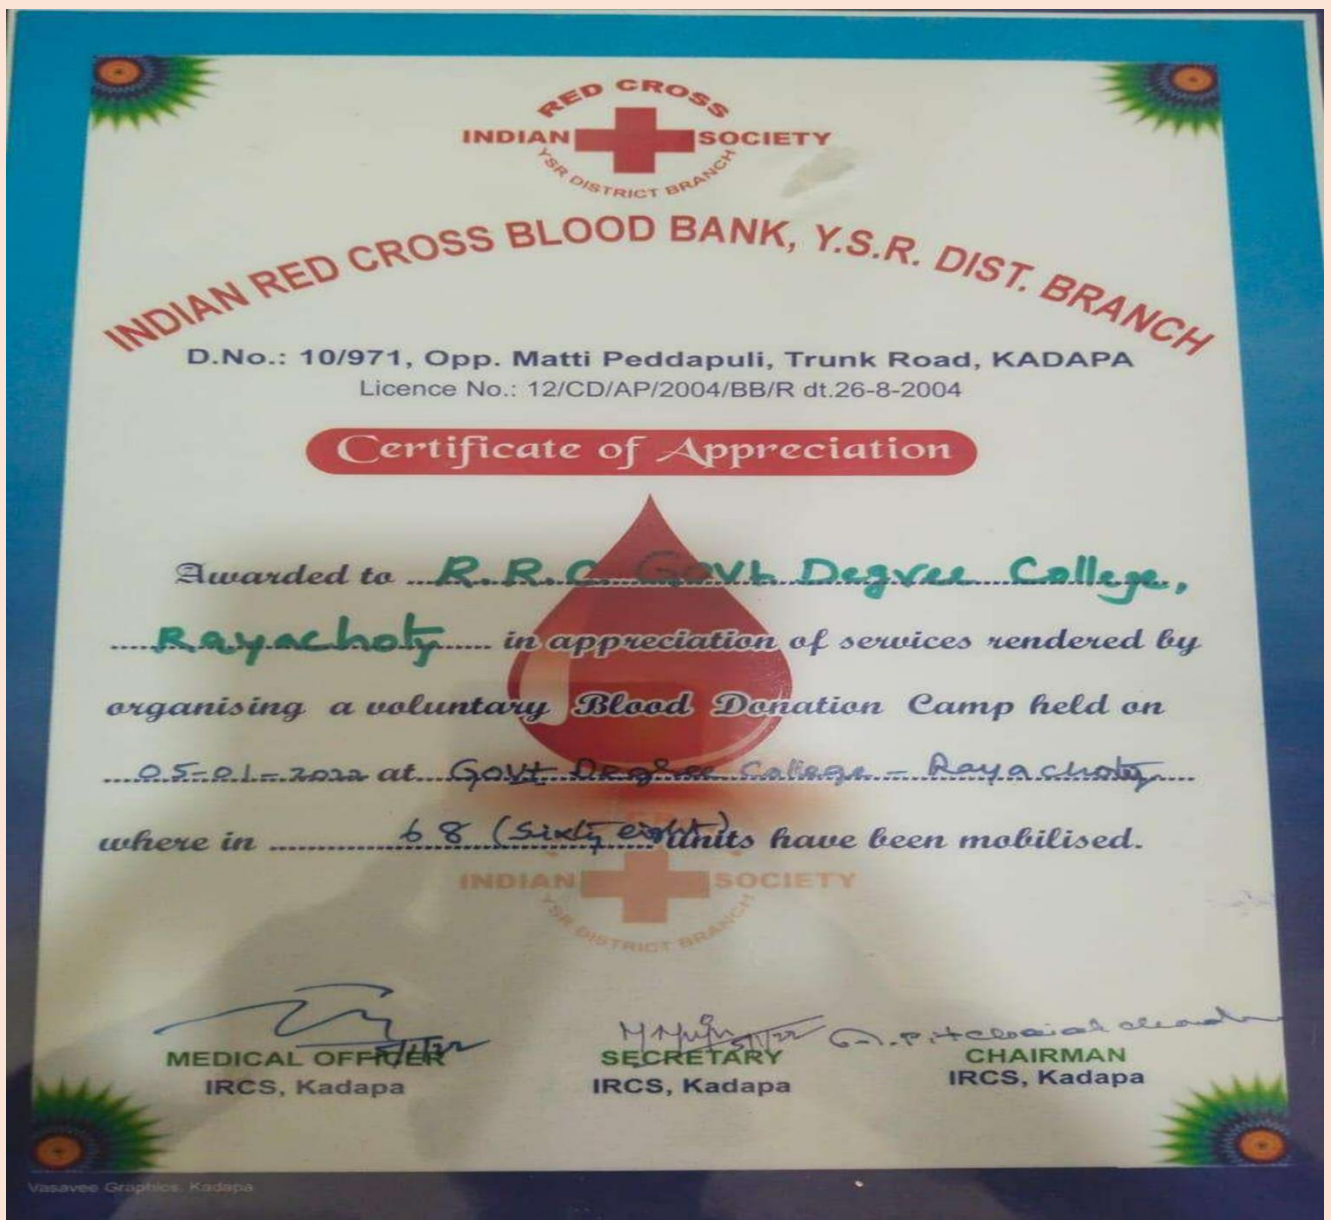 RED CROSS
INDIAN SOCIETY
YSR DISTRICT BRANCH
INDIAN RED CROSS BLOOD BANK, Y.S.R. DIST. BRANCH
D.No.: 10/971, Opp. Matti Peddapuli, Trunk Road, KADAPA
Licence No.: 12/CD/AP/2004/BB/R dt.26-8-2004
Certificate of Appreciation
Awarded to R.R.C. Govt Degree College,
Rayachoty in appreciation of services rendered by
organising a voluntary Blood Donation Camp held on
05-01-2022 at Govt Degree College - Rayachoty
where in 68 (Sixty eight) units have been mobilised.
INDIAN SOCIETY
YSR DISTRICT BRANCH
5/1/22
MEDICAL OFFICER SECRETARY CHAIRMAN
IRCS, Kadapa IRCS, Kadapa IRCS, Kadapa
Vasavee Graphics, Kadapa